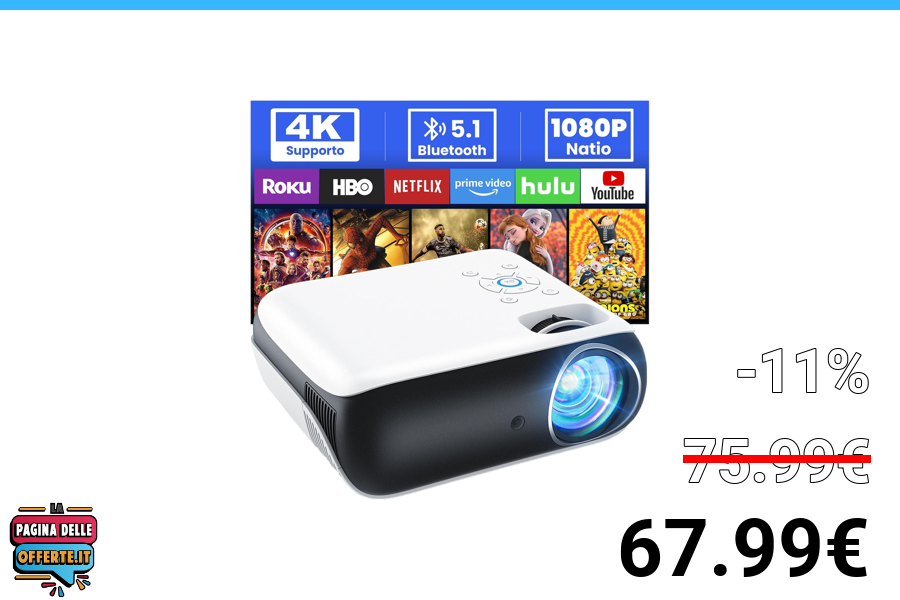 4K
Supporto
5.1
Bluetooth
1080P
Natio
ROKU
HBO
NETFLIX
prime video
hulu
YouTube
-11%
75.99€
67.99€
LA
PAGINA DELLE
OFFERTE.IT